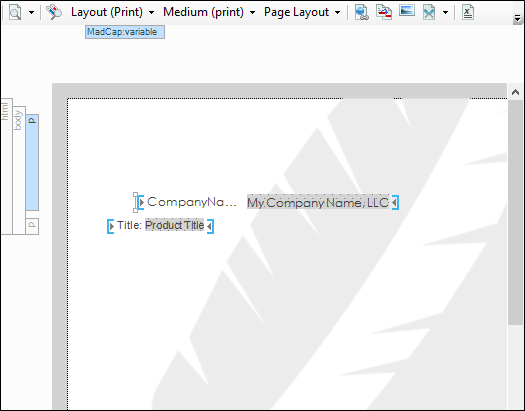 Layout (Print) Medium (print) Page Layout
MadCap:variable
html
body
P
P
CompanyNa... My Company Name, LLC
Title: Product Title